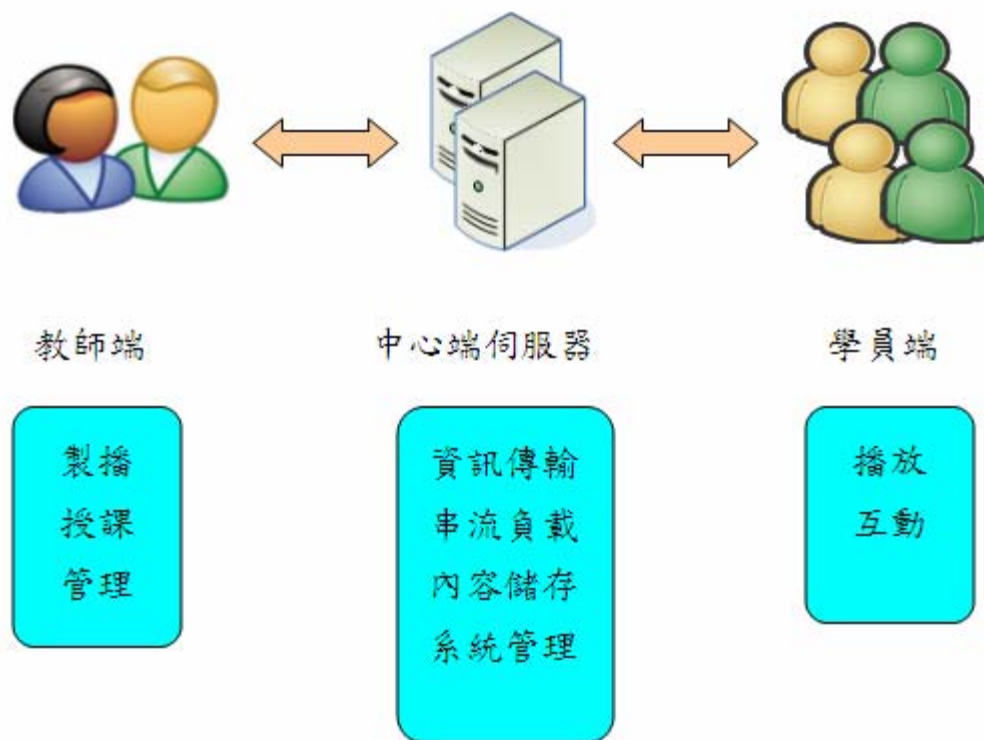 教師端
中心端伺服器
學員端
製播
授課
管理
資訊傳輸
串流負載
內容儲存
系統管理
播放
互動